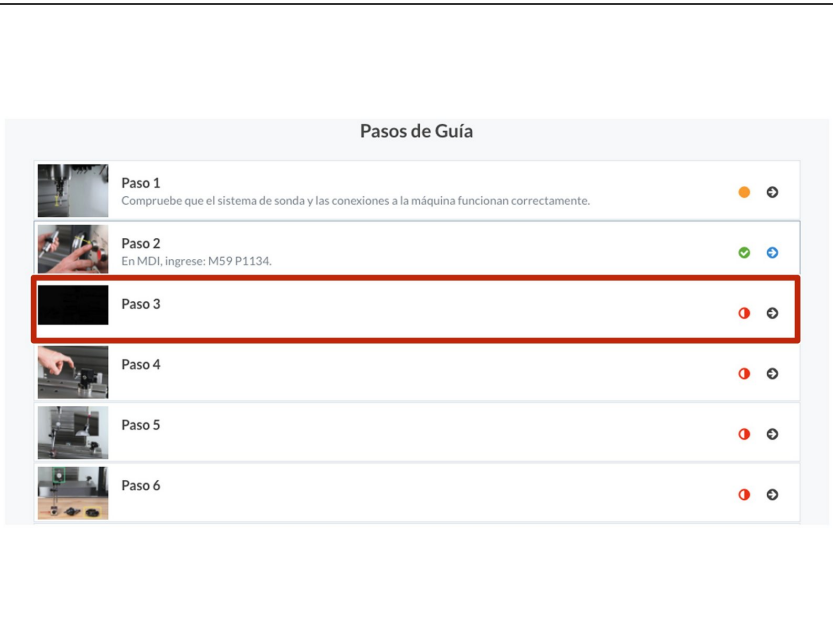 Pasos de Guía
Paso 1
Compruebe que el sistema de sonda y las conexiones a la máquina funcionan correctamente.
Paso 2
En MDI, ingrese: M59 P1134.
Paso 3
Paso 4
Paso 5
Paso 6